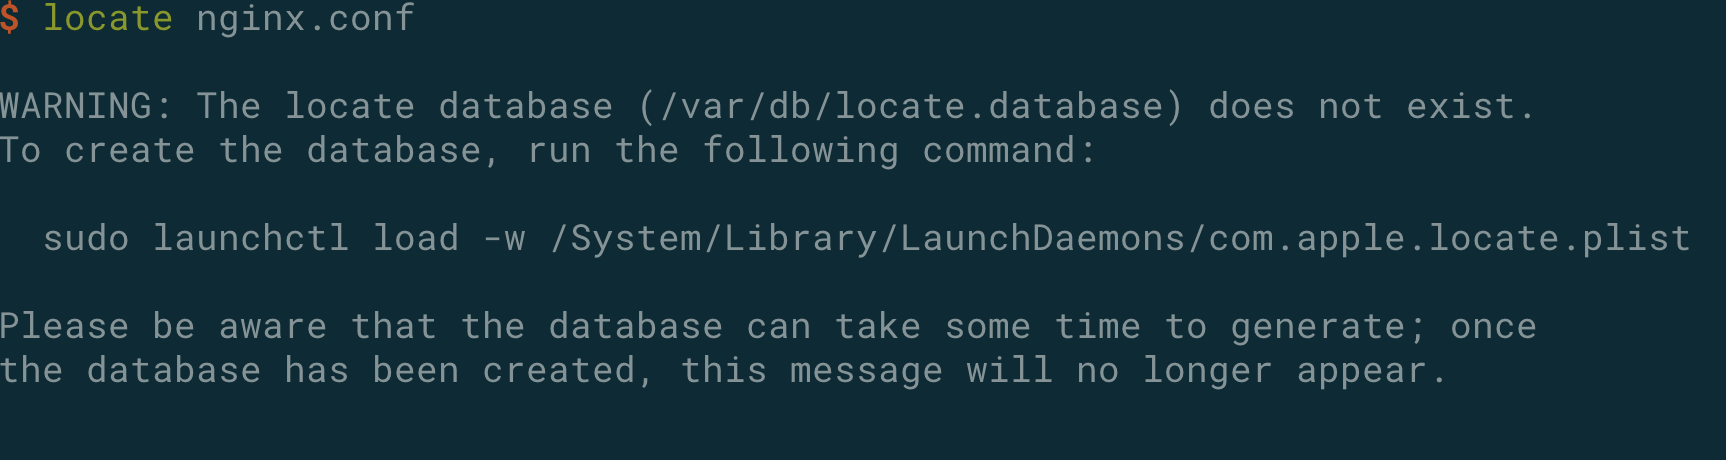 $ locate nginx.conf
WARNING: The locate database (/var/db/locate.database) does not exist.
To create the database, run the following command:
sudo launchctl load -w /System/Library/LaunchDaemons/com.apple.locate.plist
Please be aware that the database can take some time to generate; once
the database has been created, this message will no longer appear.